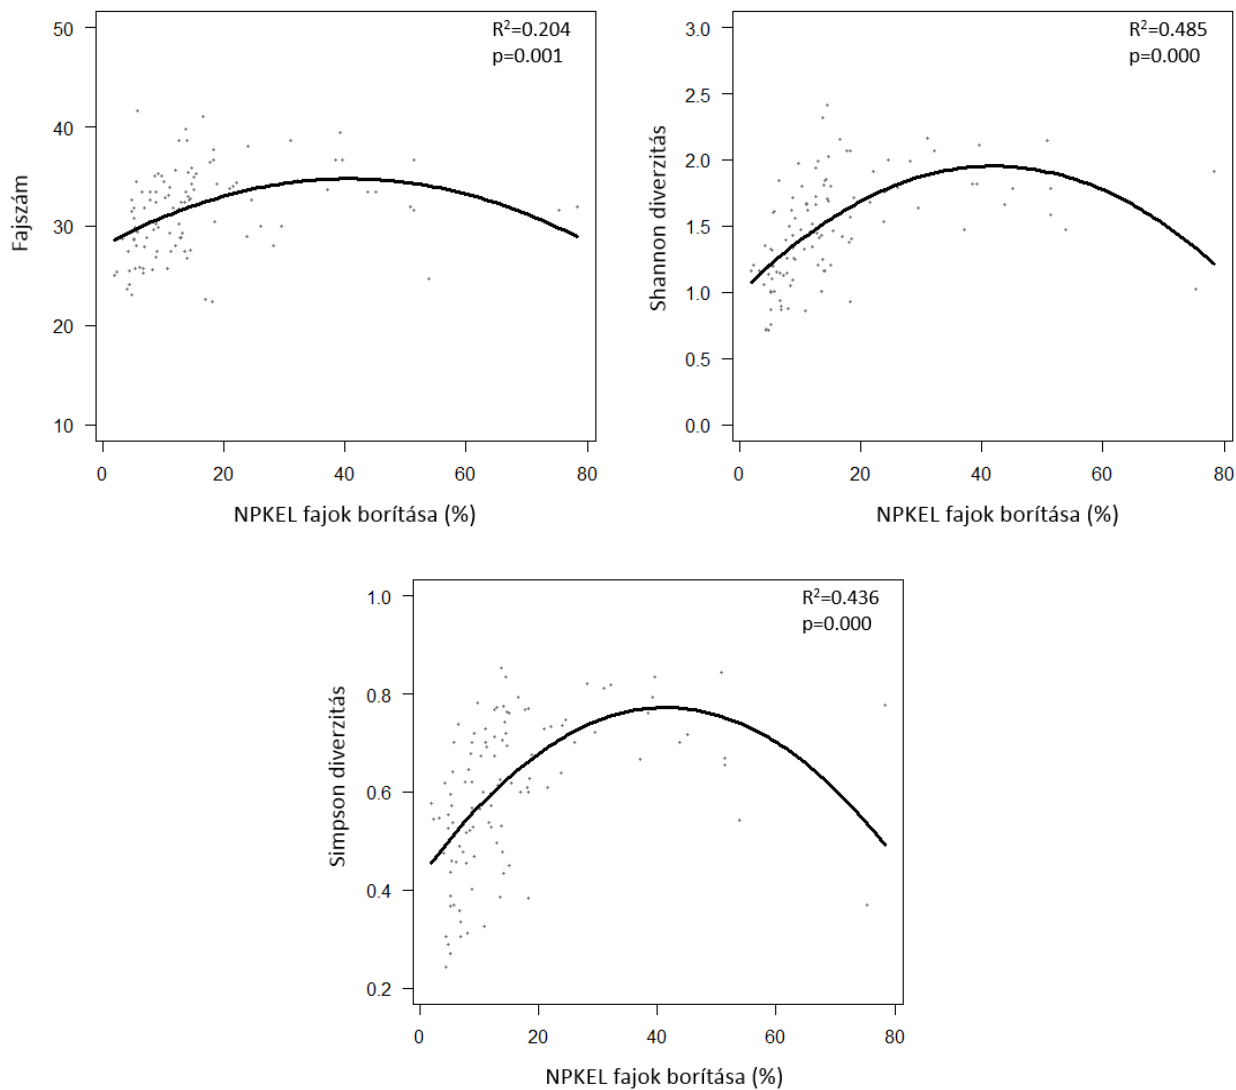 R²=0.204
p=0.001
50
40
30
20
10
Fajszám
0 20 40 60 80
NPKEL fajok borítása (%)
R²=0.485
p=0.000
3.0
2.5
2.0
1.5
1.0
0.5
0.0
Shannon diverzitás
0 20 40 60 80
NPKEL fajok borítása (%)
R²=0.436
p=0.000
1.0
0.8
0.6
0.4
0.2
Simpson diverzitás
0 20 40 60 80
NPKEL fajok borítása (%)